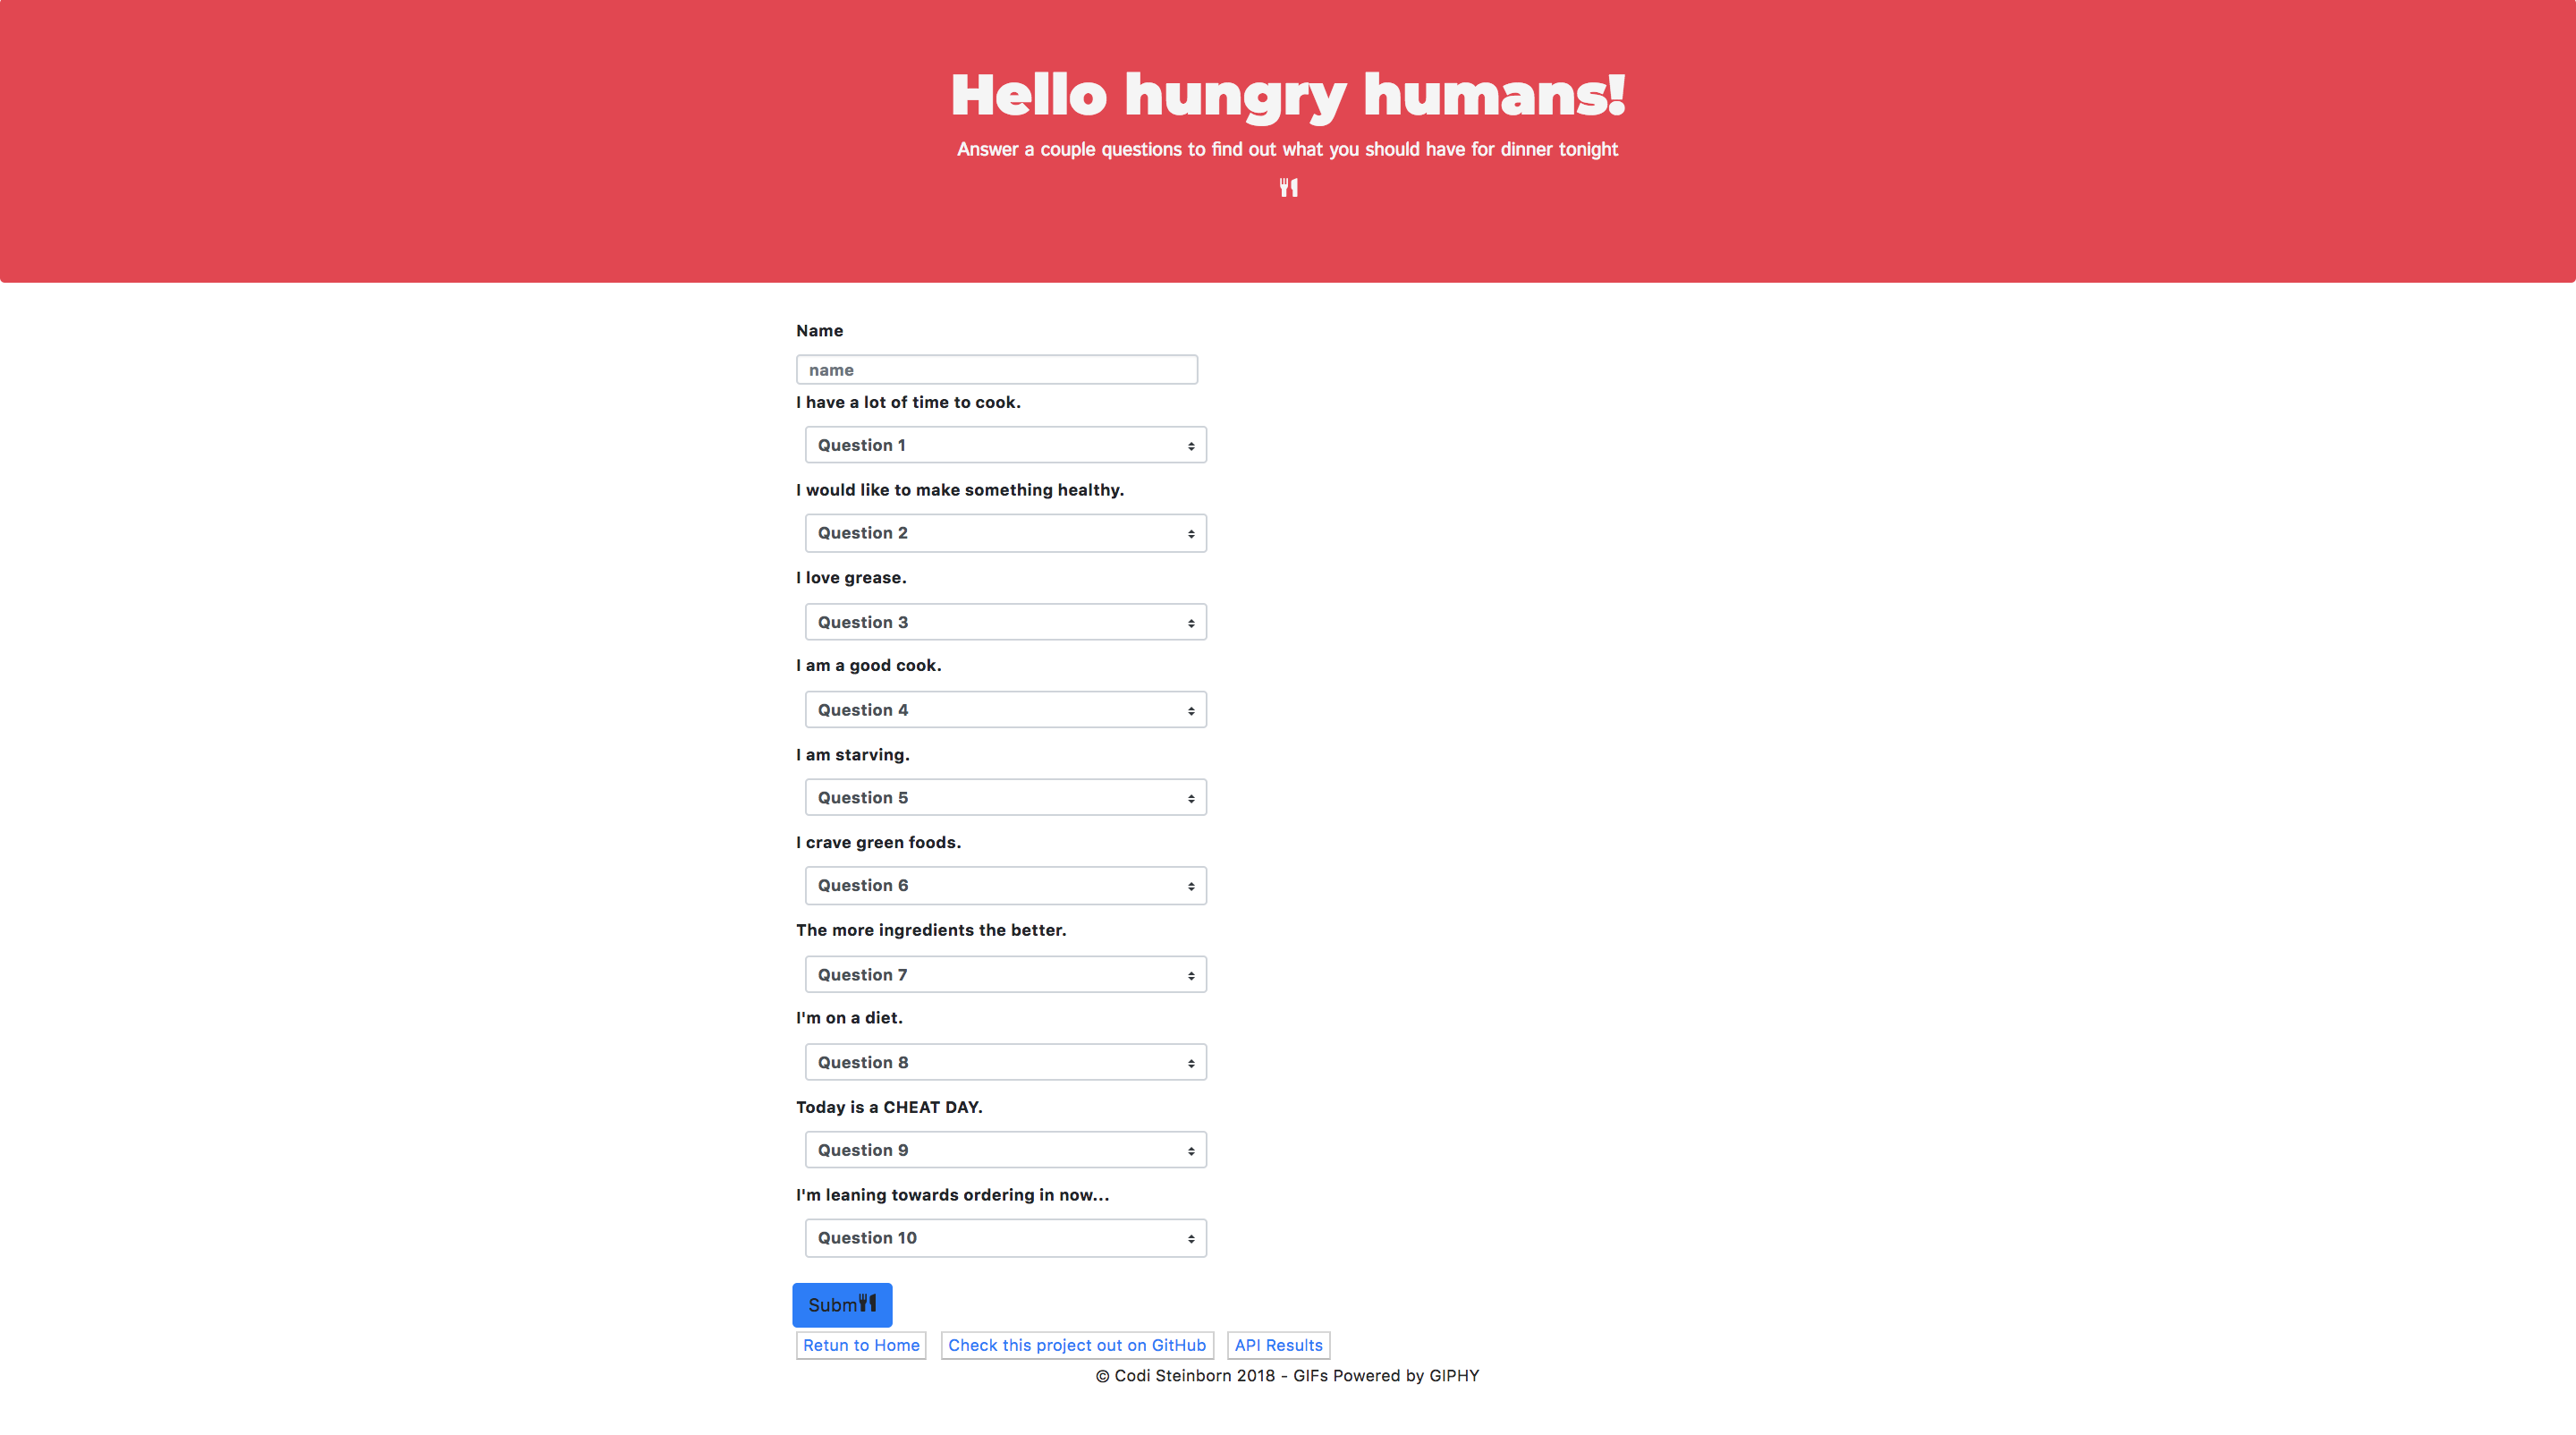 Hello hungry humans!
Answer a couple questions to find out what you should have for dinner tonight
Name
name
I have a lot of time to cook.
Question 1
I would like to make something healthy.
Question 2
I love grease.
Question 3
I am a good cook.
Question 4
I am starving.
Question 5
I crave green foods.
Question 6
The more ingredients the better.
Question 7
I'm on a diet.
Question 8
Today is a CHEAT DAY.
Question 9
I'm leaning towards ordering in now...
Question 10
Subm
Retun to Home Check this project out on GitHub API Results
© Codi Steinborn 2018 - GIFs Powered by GIPHY